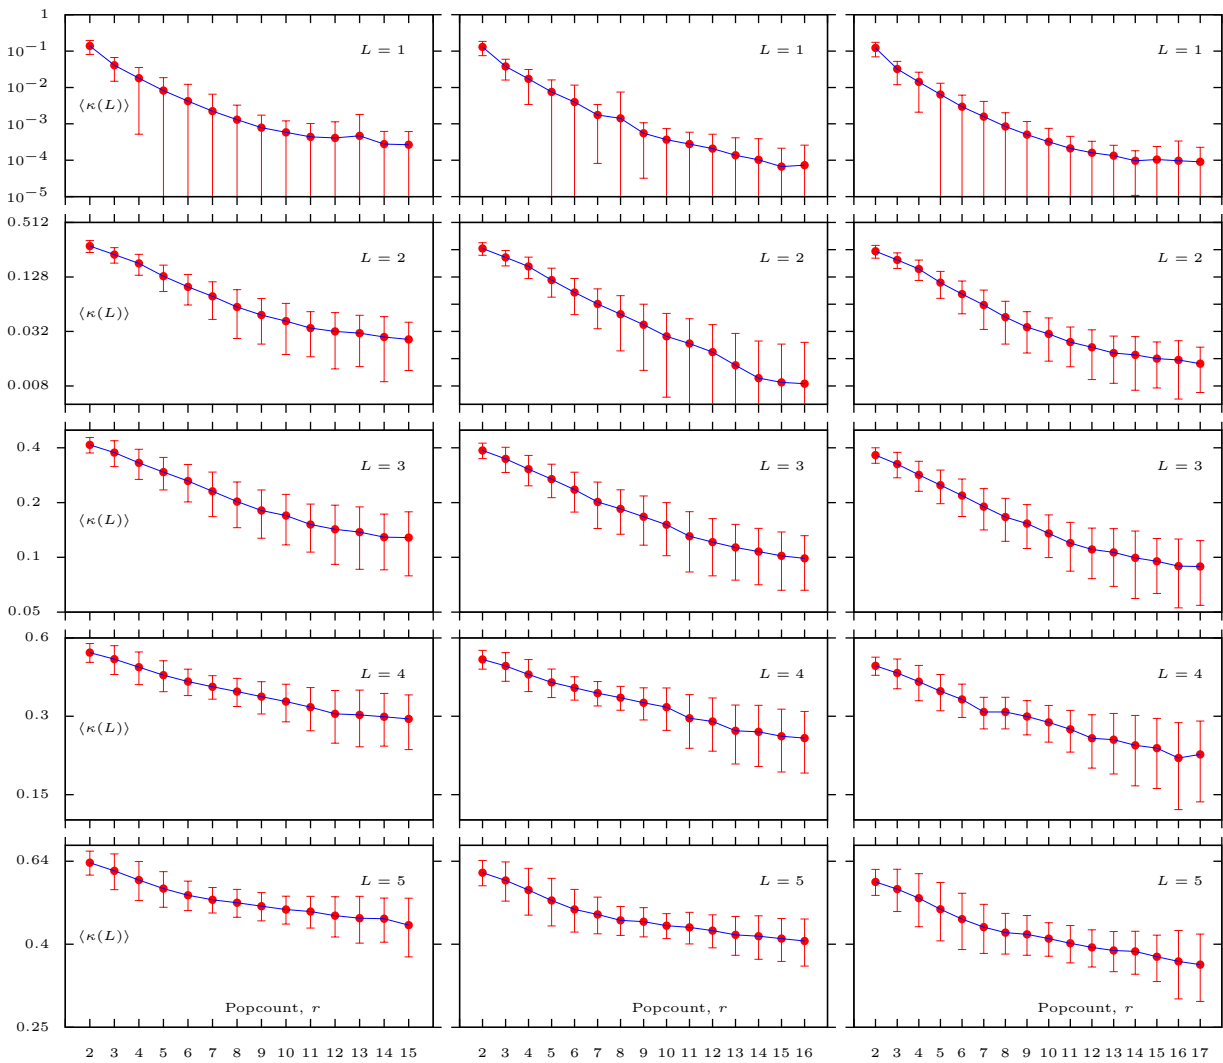 1
10−1
L = 1
L = 1
L = 1
10−2
⟨κ(L)⟩
10−3
10−4
10−5
0.512
L = 2
L = 2
L = 2
0.128
⟨κ(L)⟩
0.032
0.008
0.4
L = 3
L = 3
L = 3
0.2
⟨κ(L)⟩
0.1
0.05
0.6
L = 4
L = 4
L = 4
0.3
⟨κ(L)⟩
0.15
0.64
L = 5
L = 5
L = 5
⟨κ(L)⟩
0.4
Popcount, r
Popcount, r
Popcount, r
0.25
2 3 4 5 6 7 8 9 10 11 12 13 14 15
2 3 4 5 6 7 8 9 10 11 12 13 14 15 16
2 3 4 5 6 7 8 9 10 11 12 13 14 15 16 17